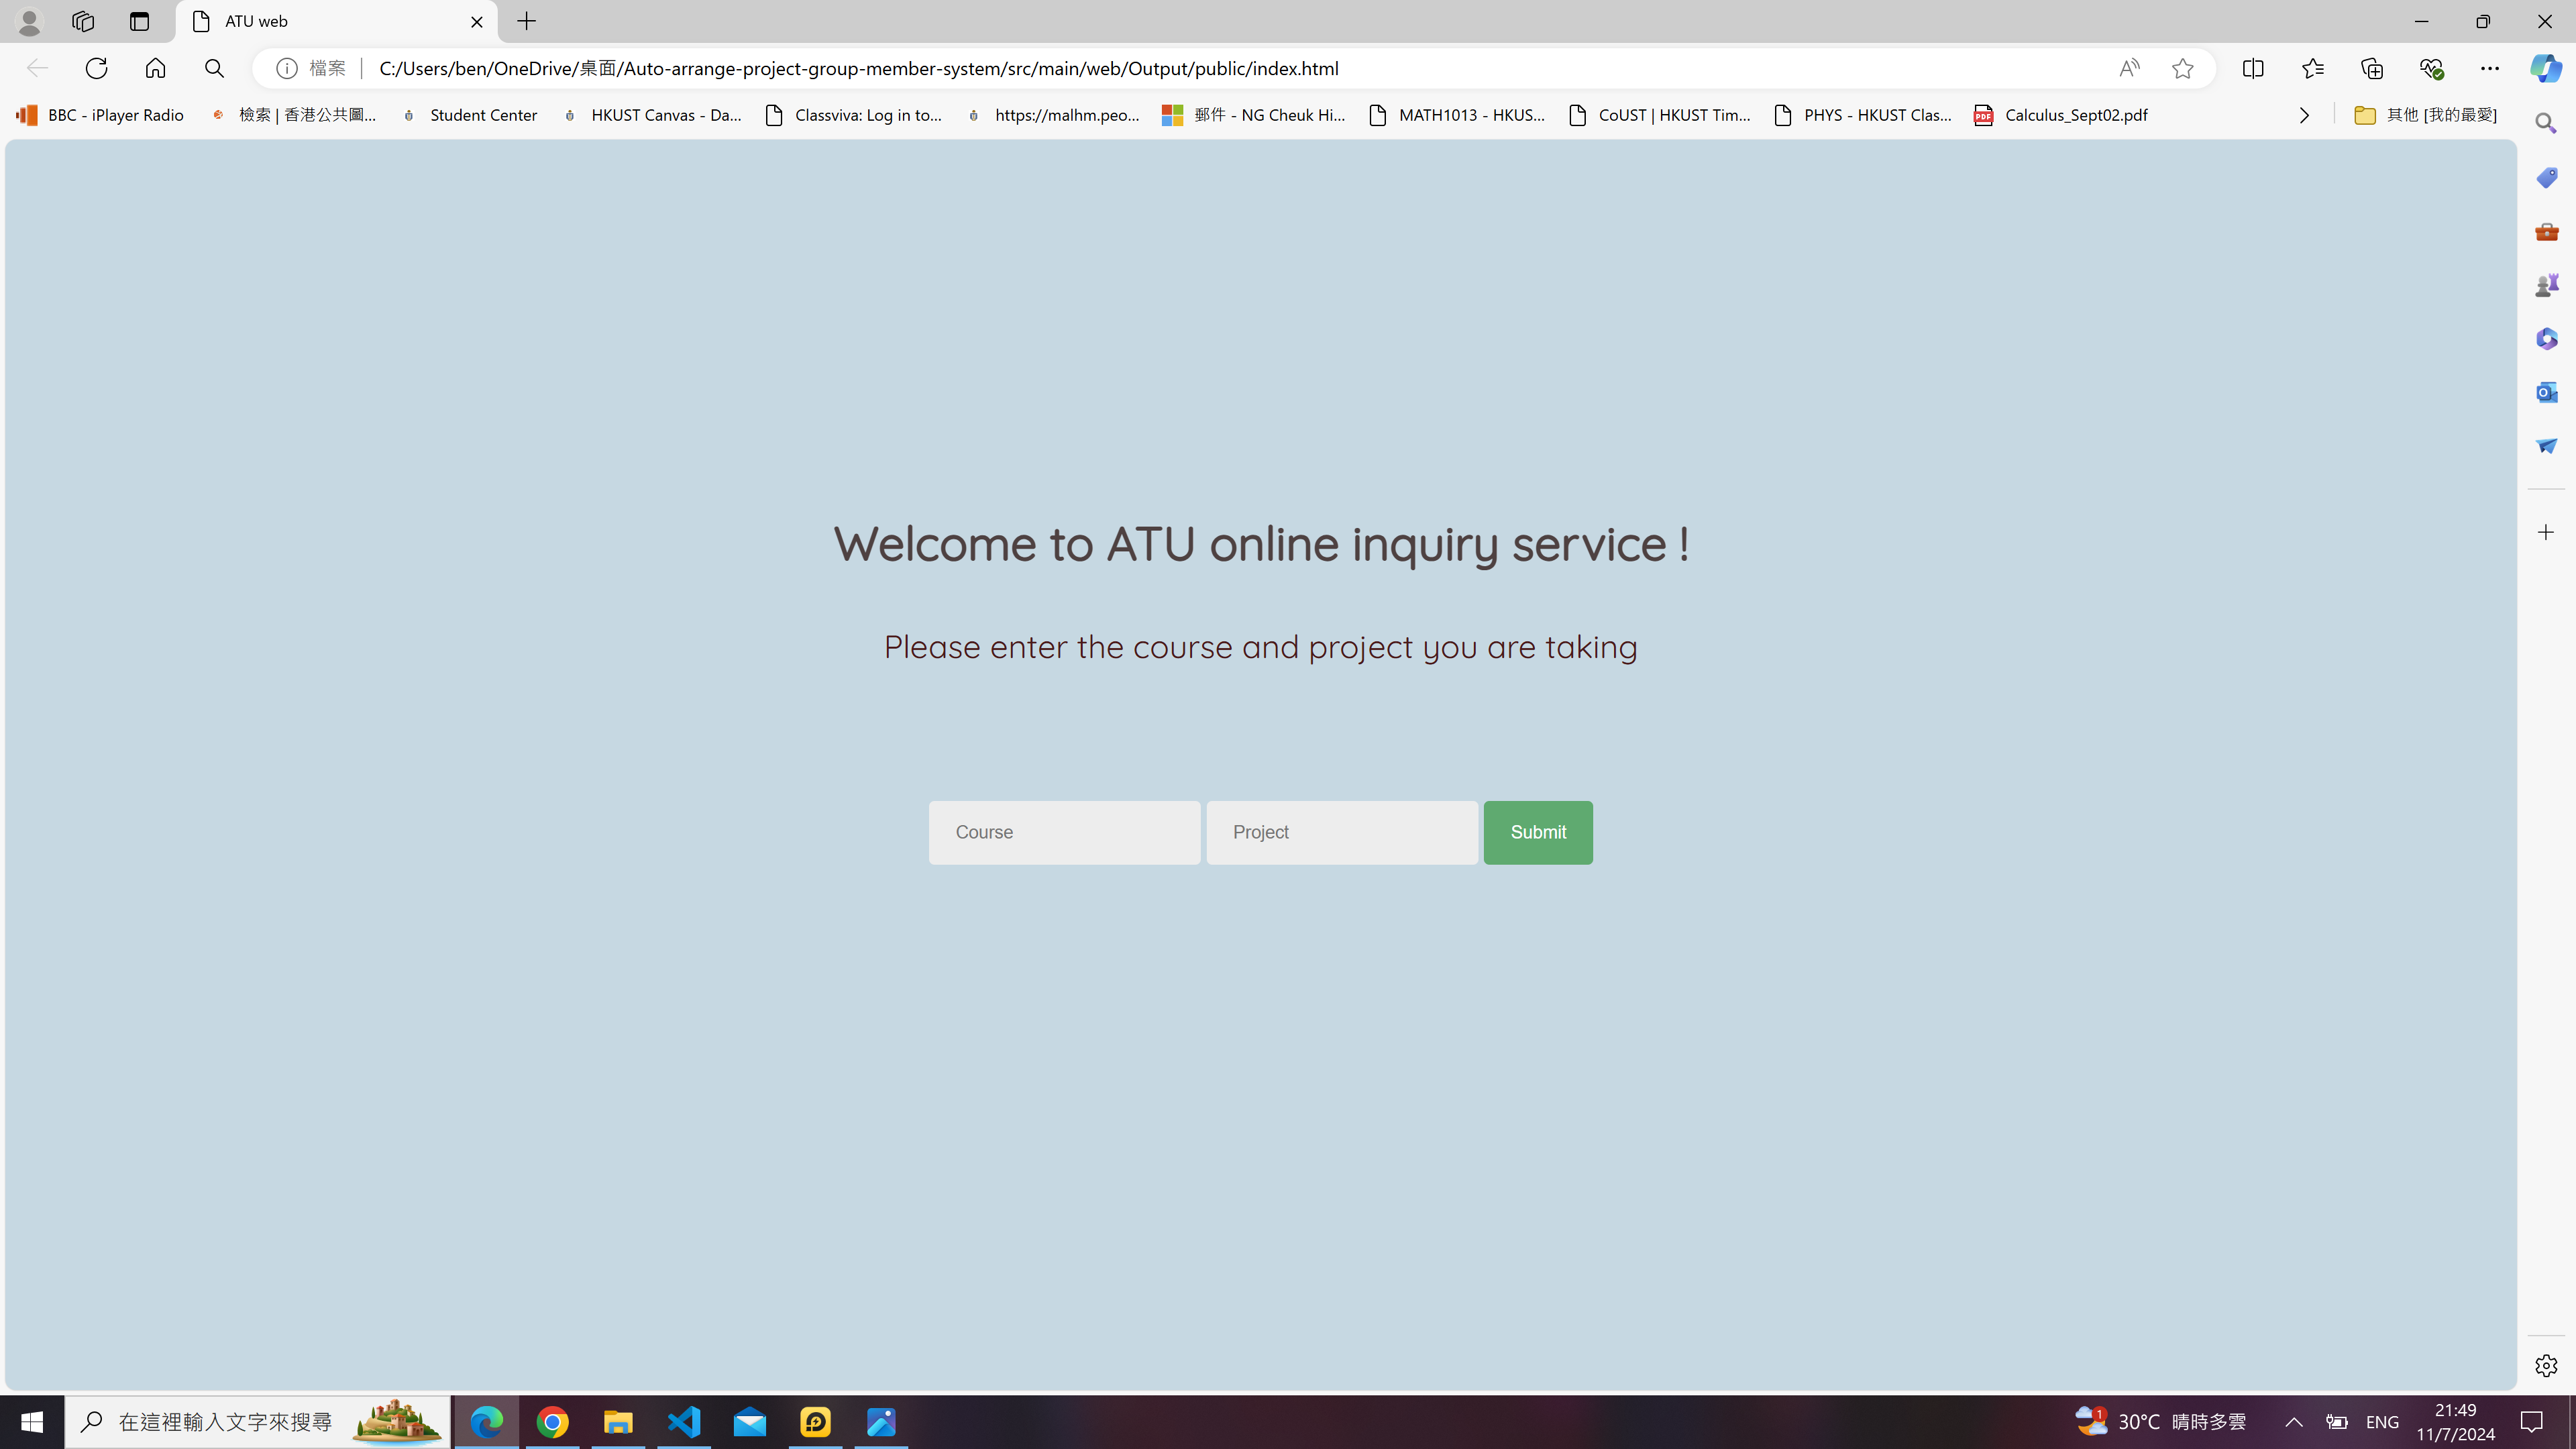 ATU web
檔案 C:/Users/ben/OneDrive/桌面/Auto-arrange-project-group-member-system/src/main/web/Output/public/index.html
BBC - iPlayer Radio 檢索 | 香港公共圖... Student Center HKUST Canvas - Da... Classviva: Log in to... https://malhm.peo... 郵件 - NG Cheuk Hi... MATH1013 - HKUS... CoUST | HKUST Tim... PHYS - HKUST Clas... PDF Calculus_Sept02.pdf 其他 [我的最愛]
Welcome to ATU online inquiry service !
Please enter the course and project you are taking
Course Project Submit
在這裡輸入文字來搜尋 1 30°C 晴時多雲 ENG 21:49
11/7/2024